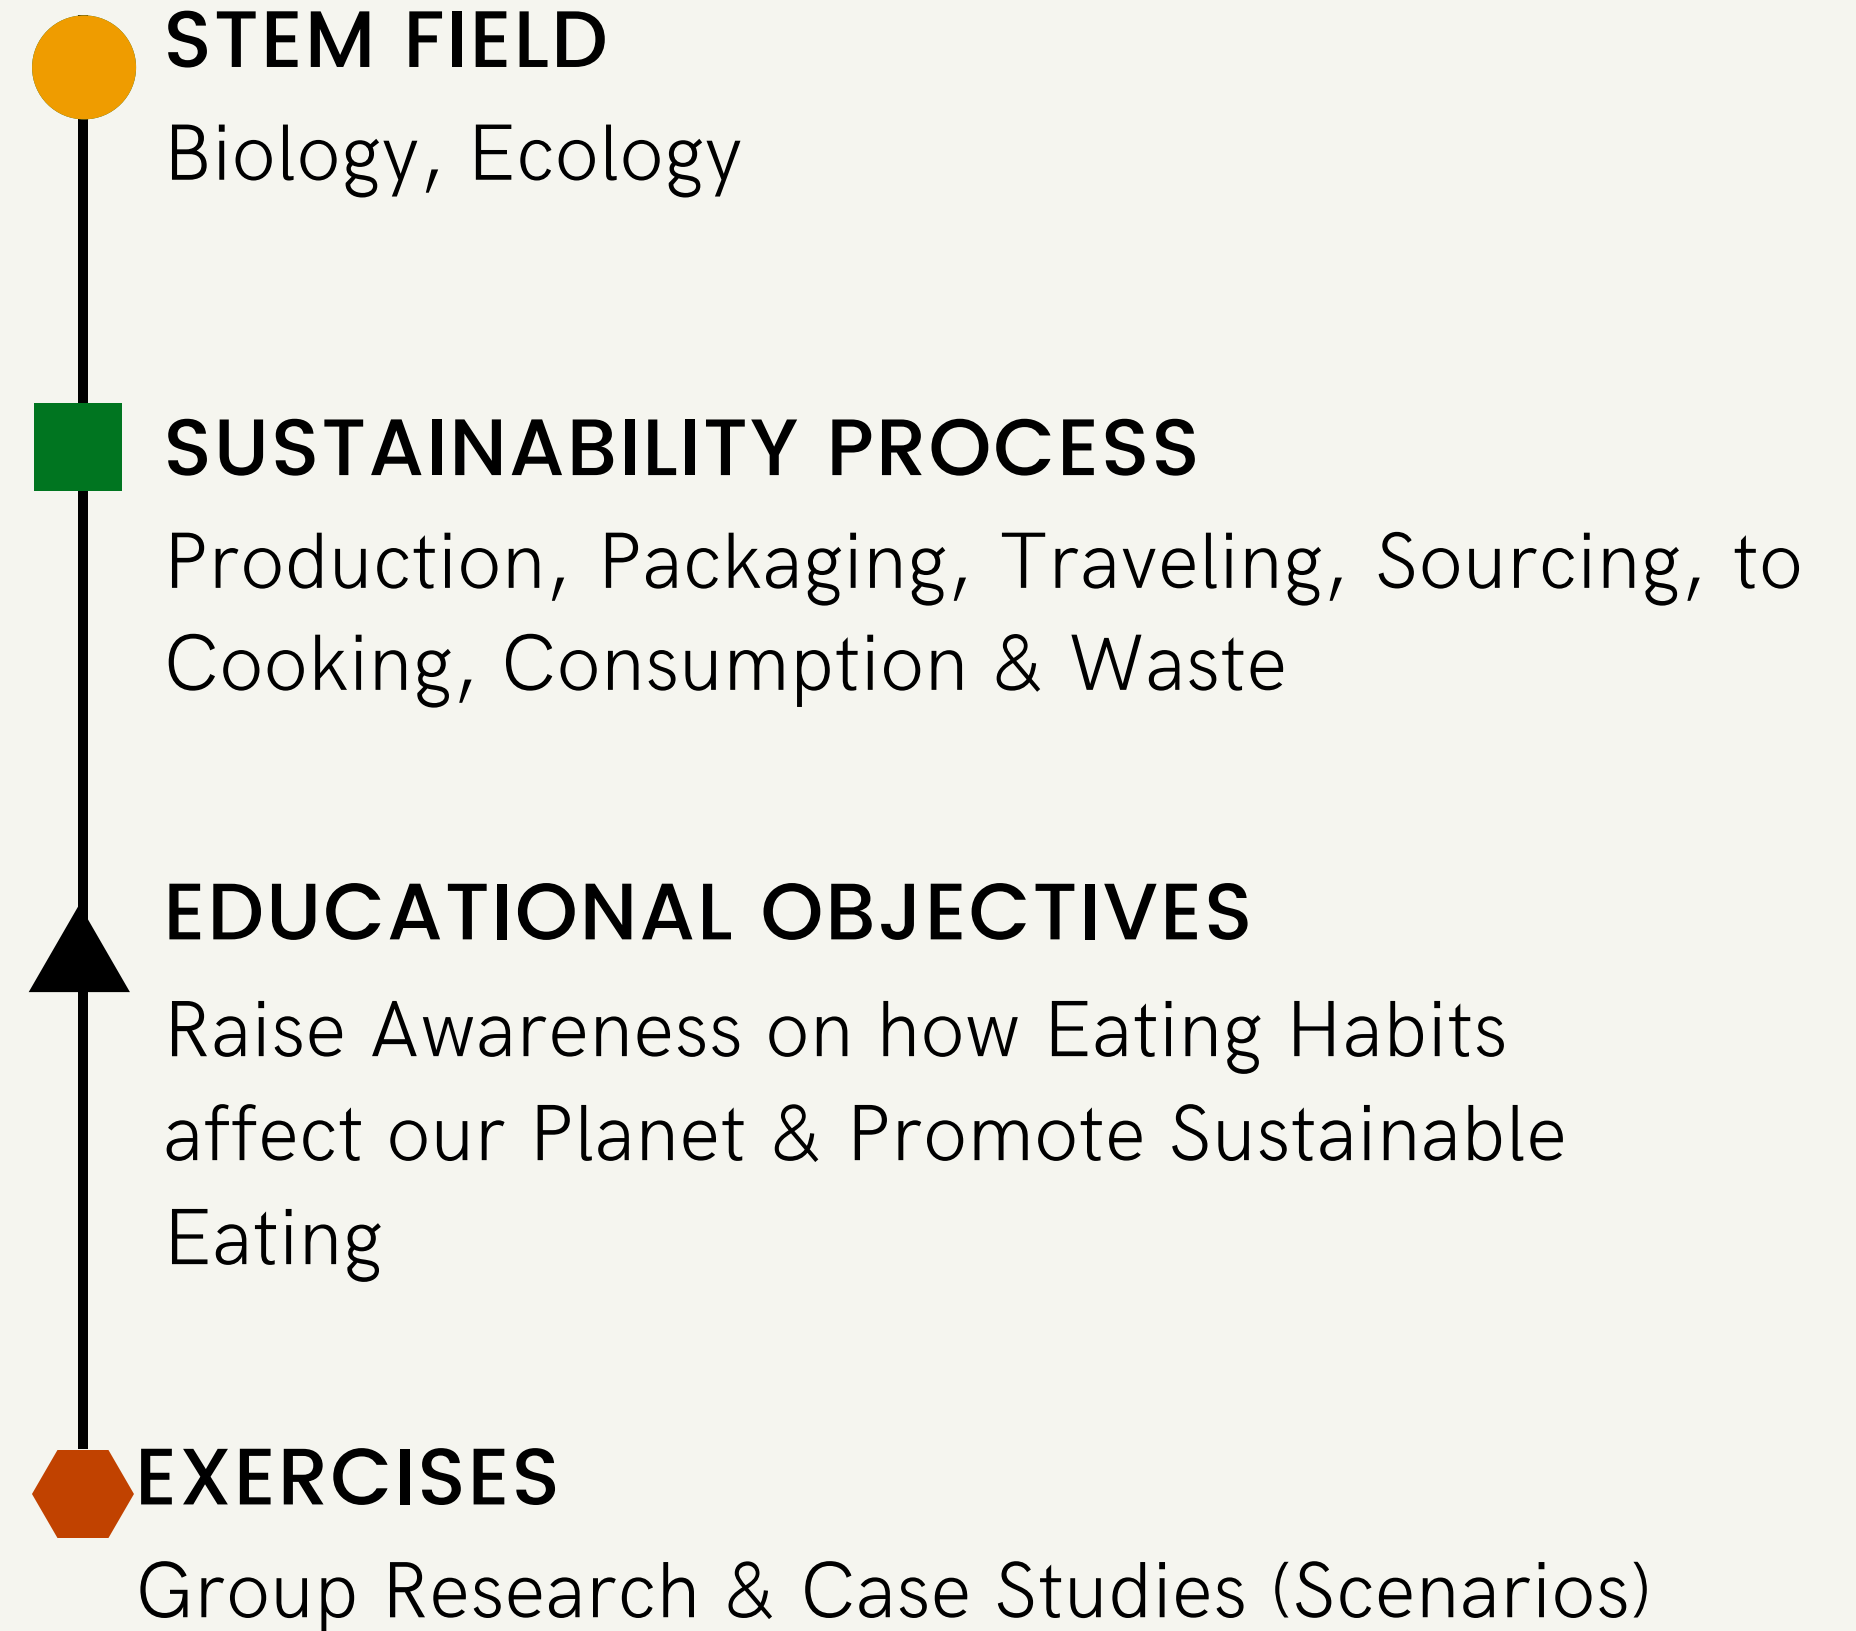 STEM FIELD
Biology, Ecology
SUSTAINABILITY PROCESS
Production, Packaging, Traveling, Sourcing, to
Cooking, Consumption & Waste
EDUCATIONAL OBJECTIVES
Raise Awareness on how Eating Habits
affect our Planet & Promote Sustainable
Eating
EXERCISES
Group Research & Case Studies (Scenarios)